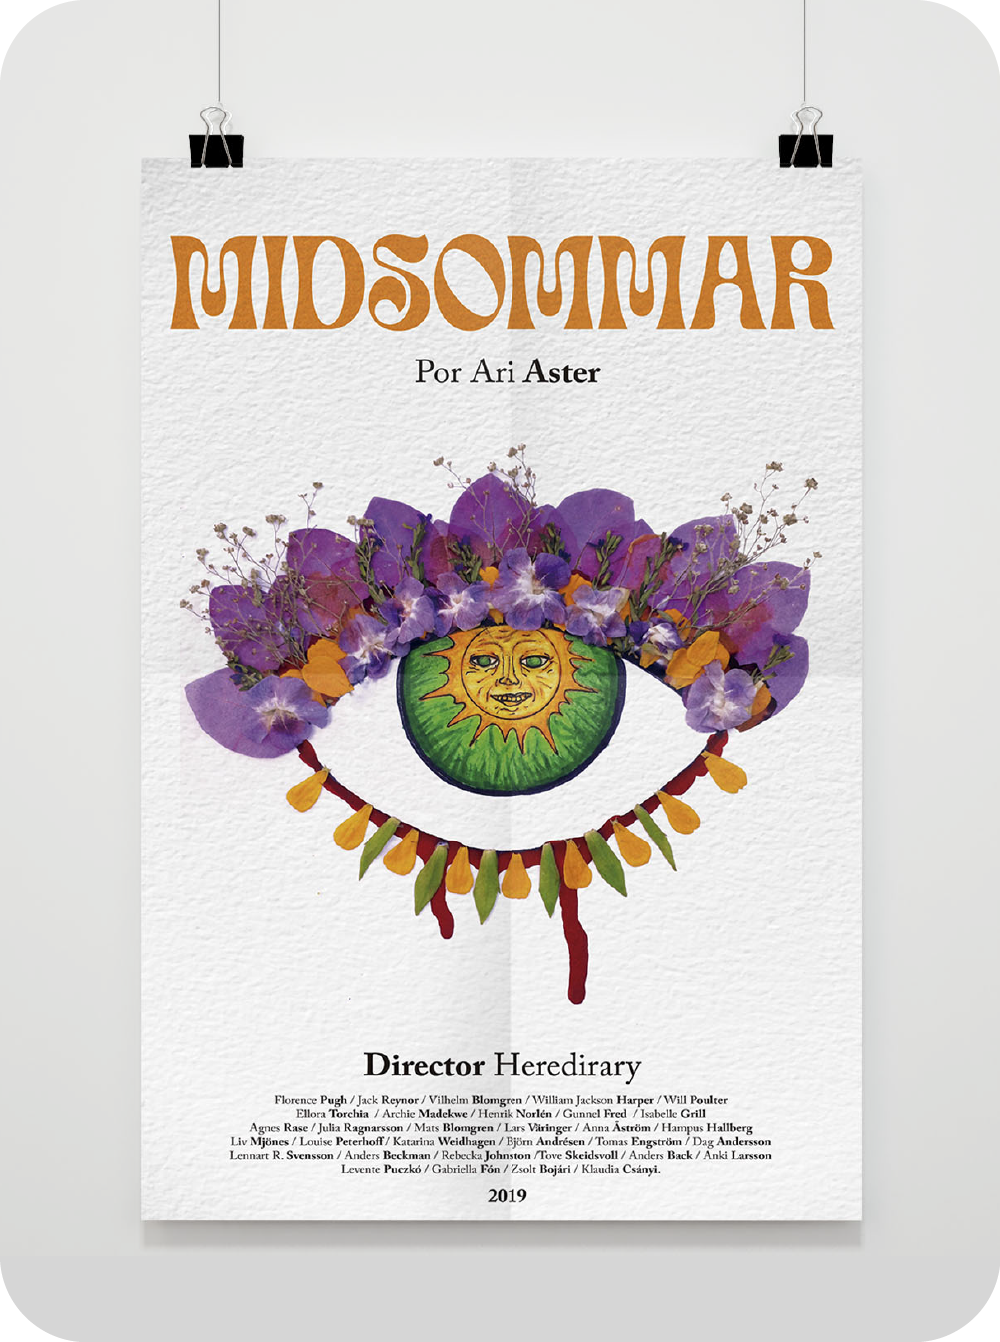 MIDSOMMAR
Por Ari Aster
Director Heredirary
Florence Pugh / Jack Reynor / Vilhelm Blomgren / William Jackson Harper / Will Poulter
Ellora Torchia / Archie Madekwe / Henrik Norlén / Gunnel Fred / Isabelle Grill
Agnes Rase / Julia Ragnarsson / Mats Blomgren / Lars Väringer / Anna Åström / Hampus Hallberg
Liv Mjönes / Louise Peterhoff / Katarina Weidhagen / Björn Andrésen / Tomas Engström / Dag Andersson
Lennart R. Svensson / Anders Beckman / Rebecka Johnston /Tove Skeidsvoll / Anders Back / Anki Larsson
Levente Puczkó / Gabriella Fón / Zsolt Bojári / Klaudia Csányi.
2019